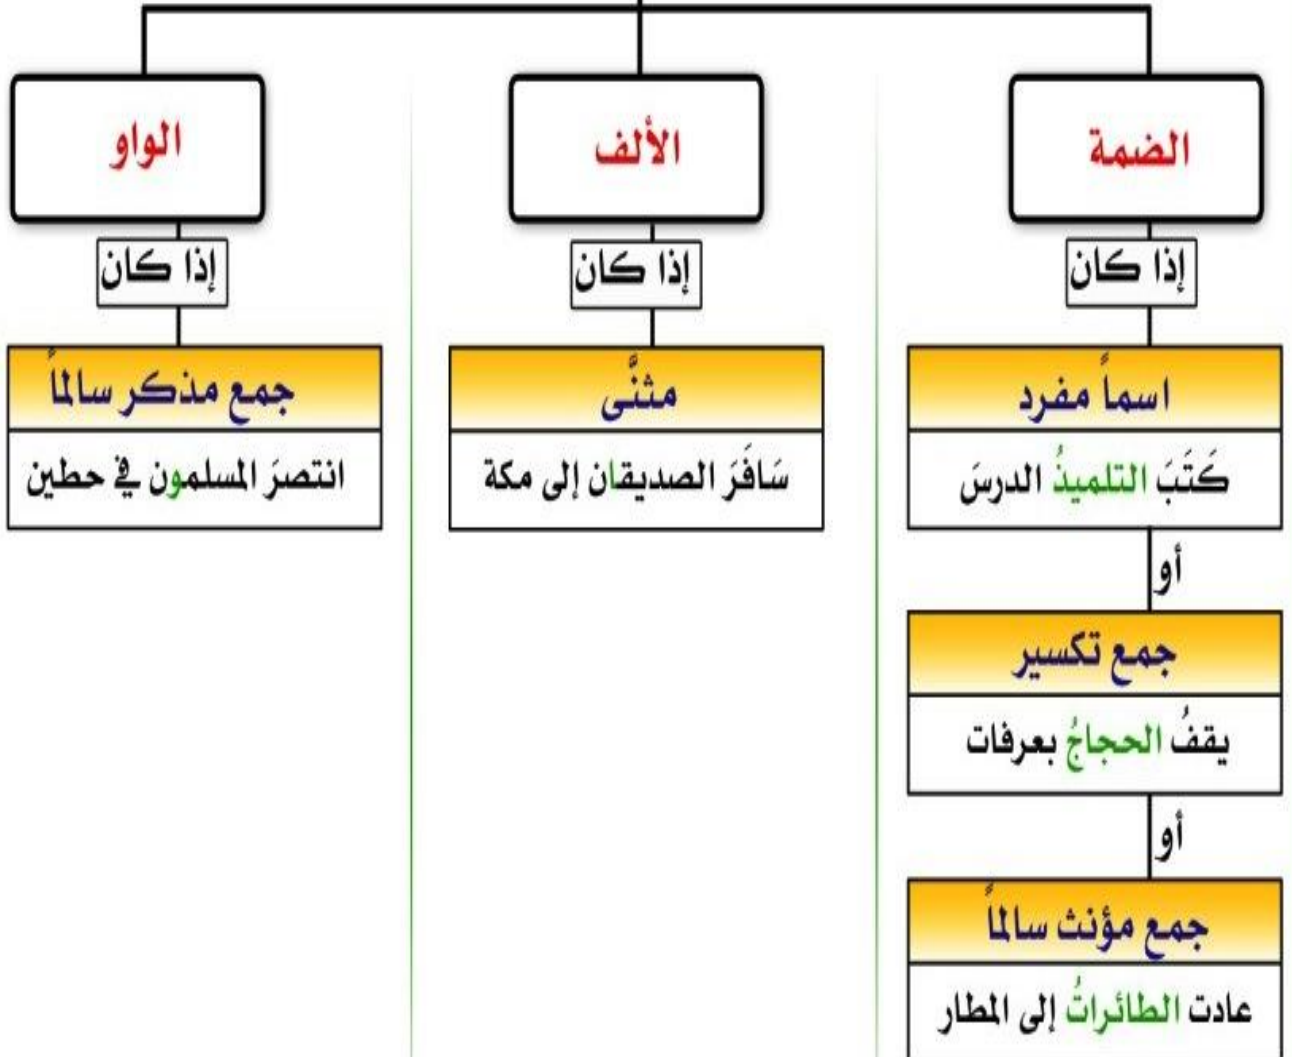 الضمة
إذا كان
اسماً مفرد
كَتَبَ التلميذُ الدرسَ
أو
جمع تكسير
يقفُ الحجاجُ بعرفات
أو
جمع مؤنث سالماً
عادت الطائراتُ إلى المطار
الألف
إذا كان
مثنَّى
سَافَرَ الصديقان إلى مكة
الواو
إذا كان
جمع مذكر سالماً
انتصرَ المسلمون في حطين